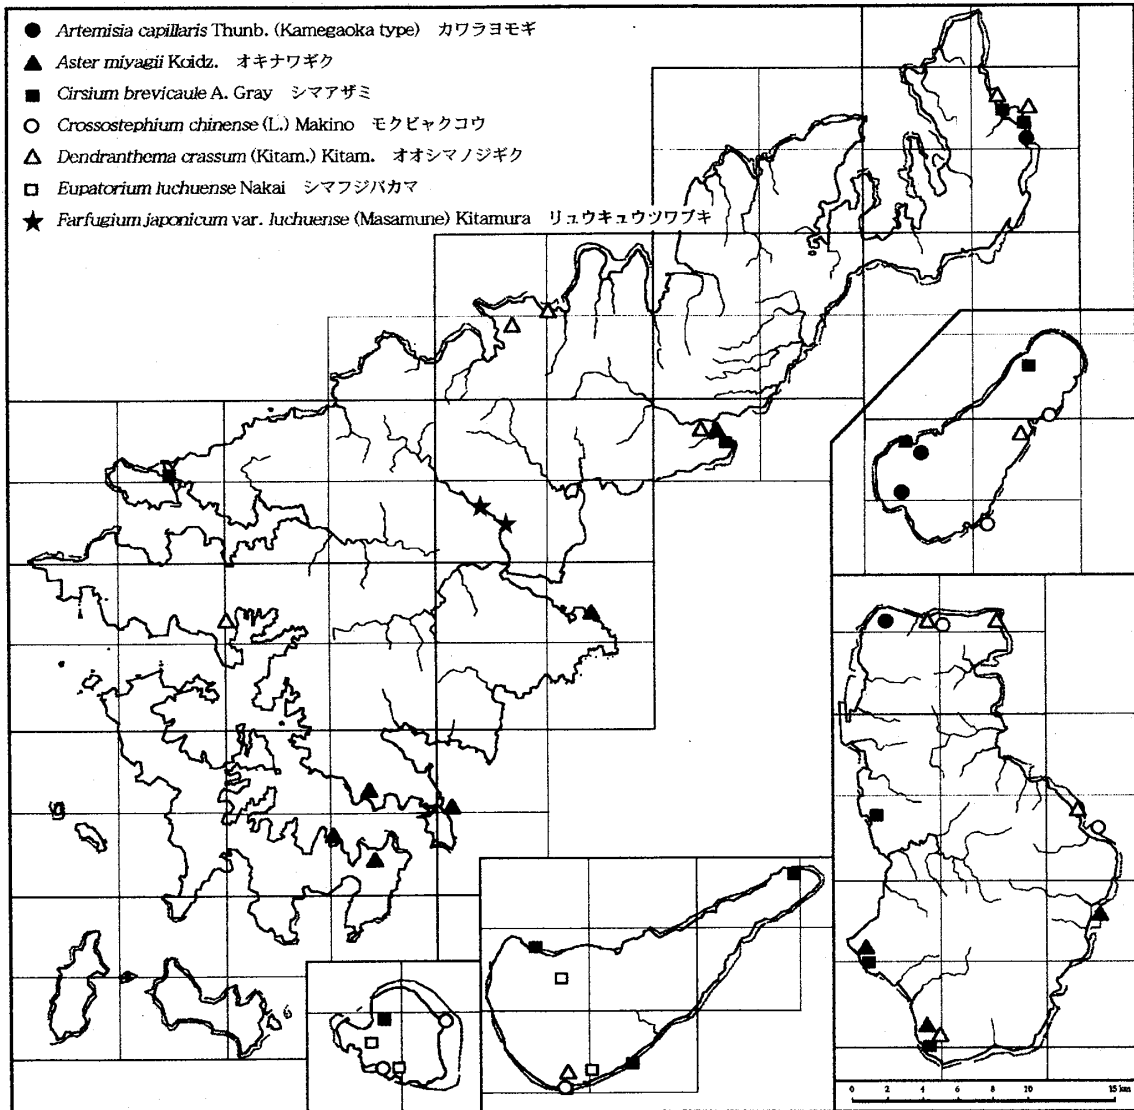 ● Artemisia capillaris Thunb. (Kamegaoka type) カワラヨモギ
▲ Aster miyagii Koidz. オキナワギク
■ Cirsium brevicaule A. Gray シマアザミ
○ Crossostephium chinense (L.) Makino モクビャクコウ
△ Dendranthema crassum (Kitam.) Kitam. オオシマノジギク
□ Eupatorium luchuense Nakai シマフジバカマ
★ Farfugium japonicum var. luchuense (Masamune) Kitamura リュウキュウツワブキ
0 2 4 6 8 10 15 km